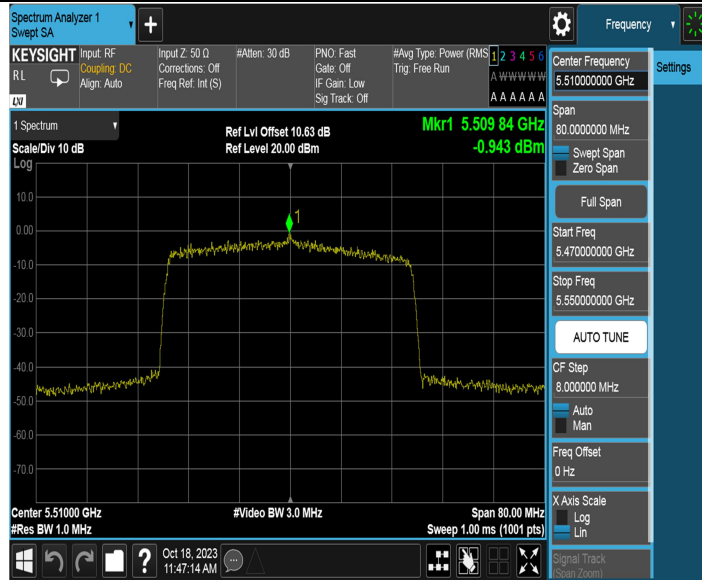 Spectrum Analyzer 1
Swept SA
+
Frequency
KEYSIGHT
RL
LXI
Input: RF
Coupling: DC
Align: Auto
Input Z: 50 Ω
Corrections: Off
Freq Ref: Int (S)
#Atten: 30 dB
PNO: Fast
Gate: Off
IF Gain: Low
Sig Track: Off
#Avg Type: Power (RMS
Trig: Free Run
1 2 3 4 5 6
A W W W W W
A A A A A A
1 Spectrum
Scale/Div 10 dB
Log
Ref Lvl Offset 10.63 dB
Ref Level 20.00 dBm
Mkr1 5.509 84 GHz
-0.943 dBm
1
10.0
0.00
-10.0
-20.0
-30.0
-40.0
-50.0
-60.0
-70.0
Center 5.51000 GHz
#Res BW 1.0 MHz
#Video BW 3.0 MHz
Span 80.00 MHz
Sweep 1.00 ms (1001 pts)
?
Oct 18, 2023
11:47:14 AM
Center Frequency
5.510000000 GHz
Span
80.0000000 MHz
Swept Span
Zero Span
Full Span
Start Freq
5.470000000 GHz
Stop Freq
5.550000000 GHz
AUTO TUNE
CF Step
8.000000 MHz
Auto
Man
Freq Offset
0 Hz
X Axis Scale
Log
Lin
Signal Track
(Span Zoom)
Settings